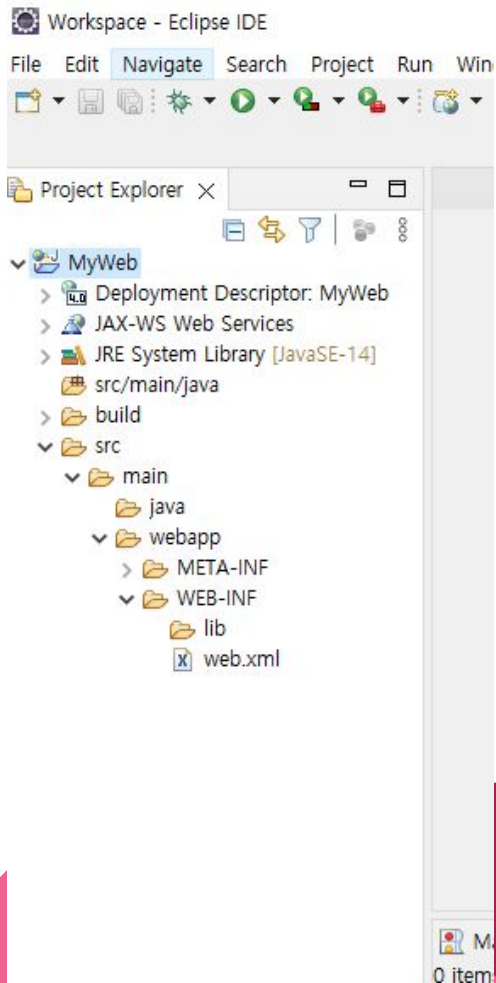 Workspace - Eclipse IDE
File Edit Navigate Search Project Run
Project Explorer
MyWeb
Deployment Descriptor: MyWeb
JAX-WS Web Services
JRE System Library [JavaSE-14]
src/main/java
build
src
main
java
webapp
META-INF
WEB-INF
lib
web.xml
0 item